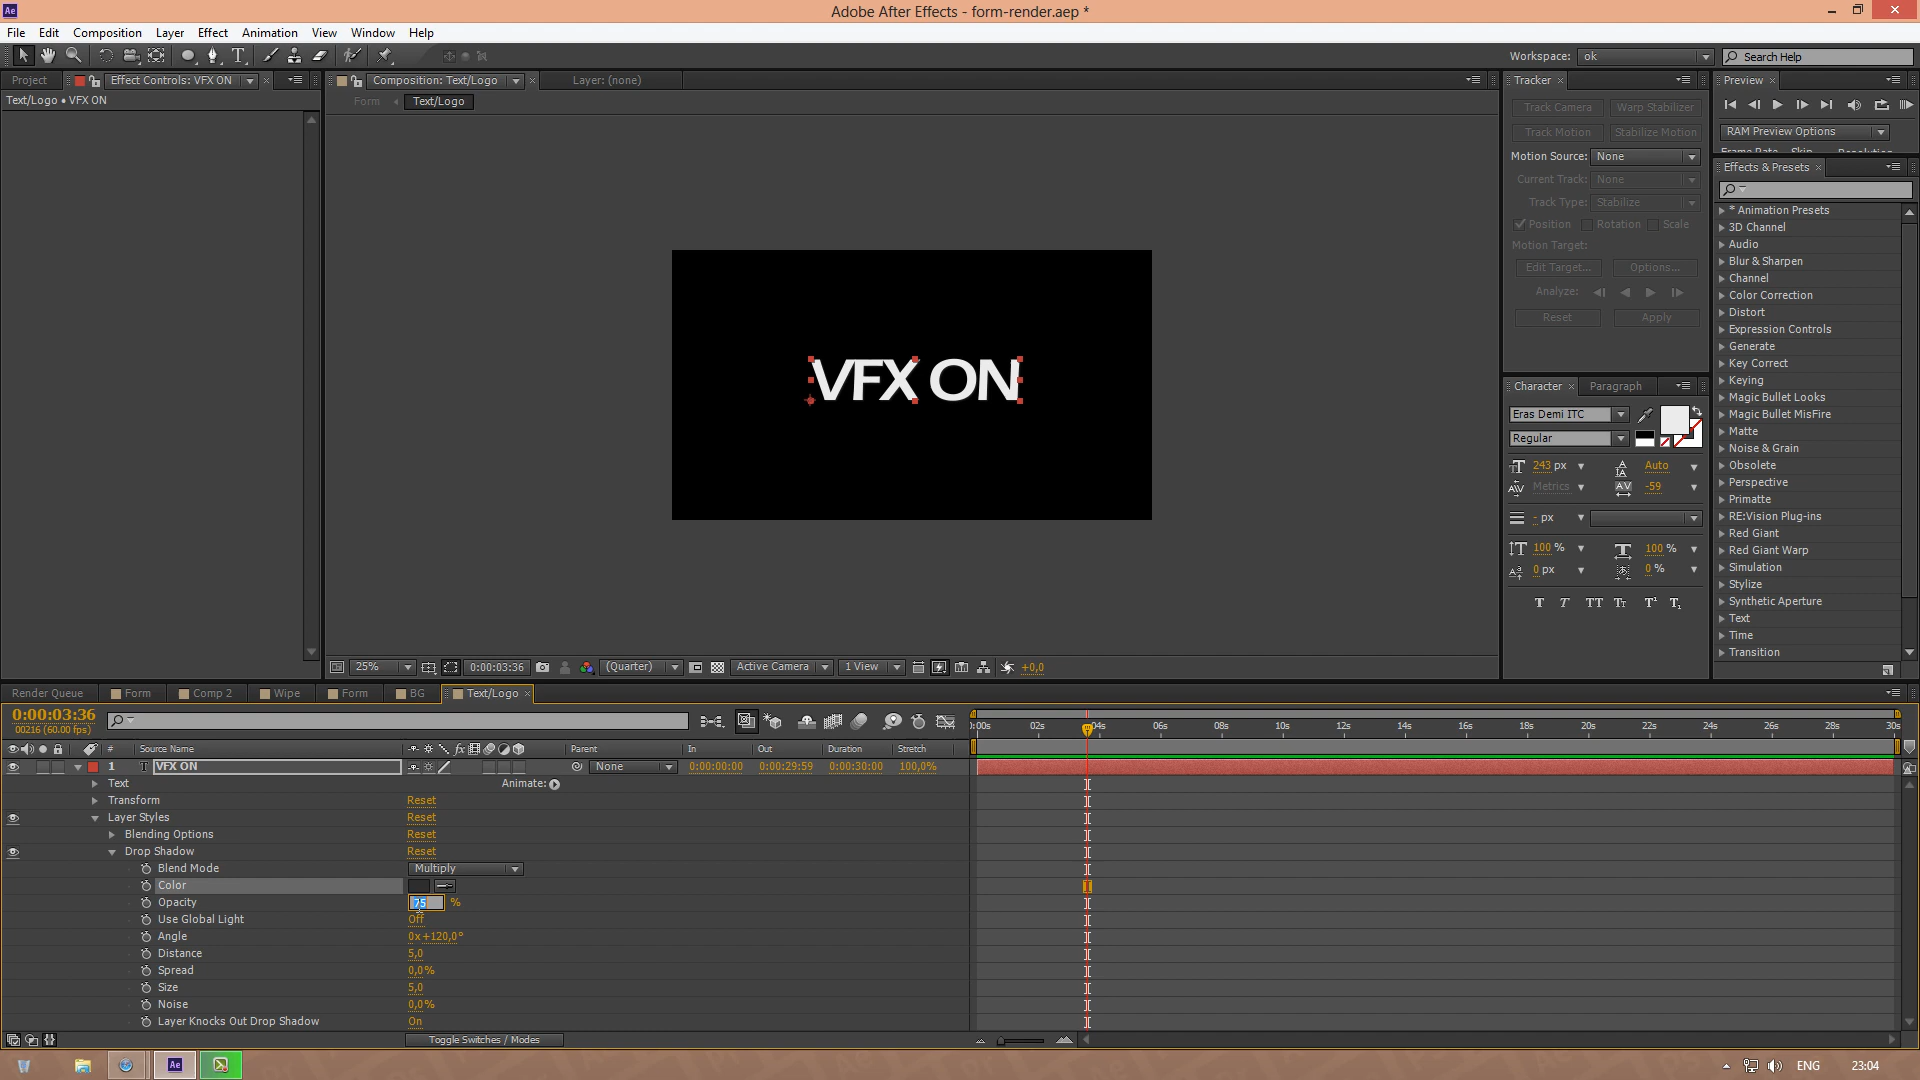 Ae
Adobe After Effects - form-render.aep *
File Edit Composition Layer Effect Animation View Window Help
Workspace: ok Search Help
Project Effect Controls: VFX ON Composition: Text/Logo Layer: (none) Tracker Preview
Text/Logo • VFX ON
Form Text/Logo
Track Camera Warp Stabilizer
Track Motion Stabilize Motion
Motion Source: None
Current Track: None
Track Type: Stabilize
Position Rotation Scale
Motion Target:
Edit Target... Options...
Analyze:
Reset Apply
RAM Preview Options
Frame Rate Skip Resolution
Effects & Presets
* Animation Presets
3D Channel
Audio
Blur & Sharpen
Channel
Color Correction
Distort
Expression Controls
Generate
Key Correct
Keying
Magic Bullet Looks
Magic Bullet MisFire
Matte
Noise & Grain
Obsolete
Perspective
Primatte
RE:Vision Plug-ins
Red Giant
Red Giant Warp
Simulation
Stylize
Synthetic Aperture
Text
Time
Transition
VFX ON
Character Paragraph
Eras Demi ITC
Regular
243 px Auto
Metrics -59
- px
100 % 100 %
0 px 0 %
T T TT Tt T¹ T₁
25% 0:00:03:36 (Quarter) Active Camera 1 View +0,0
Render Queue Form Comp 2 Wipe Form BG Text/Logo
0:00:03:36
00216 (60.00 fps)
0:00s 02s 04s 06s 08s 10s 12s 14s 16s 18s 20s 22s 24s 26s 28s 30s
# Source Name Parent In Out Duration Stretch
1 T VFX ON None 0:00:00:00 0:00:29:59 0:00:30:00 100,0%
Text Animate:
Transform Reset
Layer Styles Reset
Blending Options Reset
Drop Shadow Reset
Blend Mode Multiply
Color
Opacity 75 %
Use Global Light Off
Angle 0x+120,0°
Distance 5,0
Spread 0,0%
Size 5,0
Noise 0,0%
Layer Knocks Out Drop Shadow On
Toggle Switches / Modes
Ae ENG 23:04